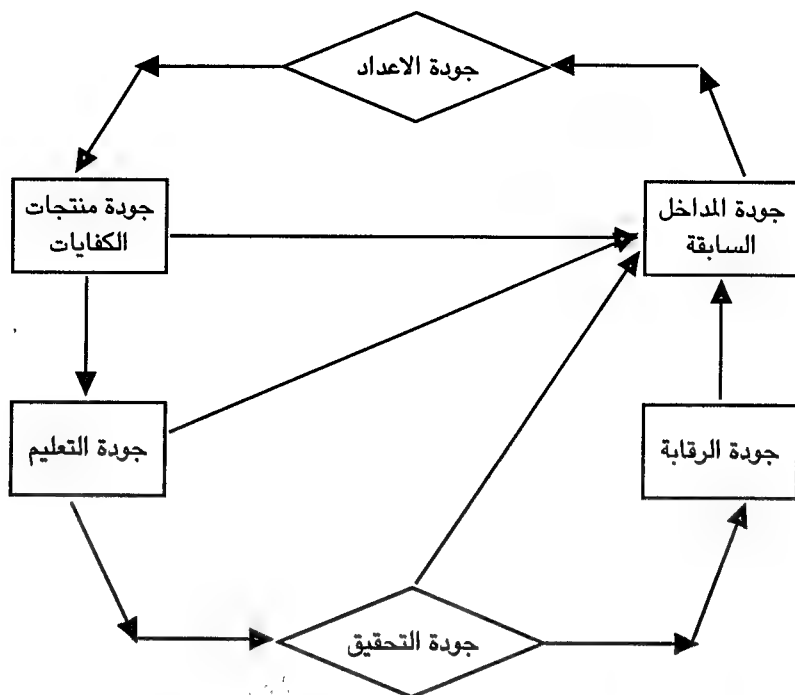 جودة الاعداد
جودة المداخل
السابقة
جودة منتجات
الكفايات
جودة الرقابة
جودة التعليم
جودة التحقيق